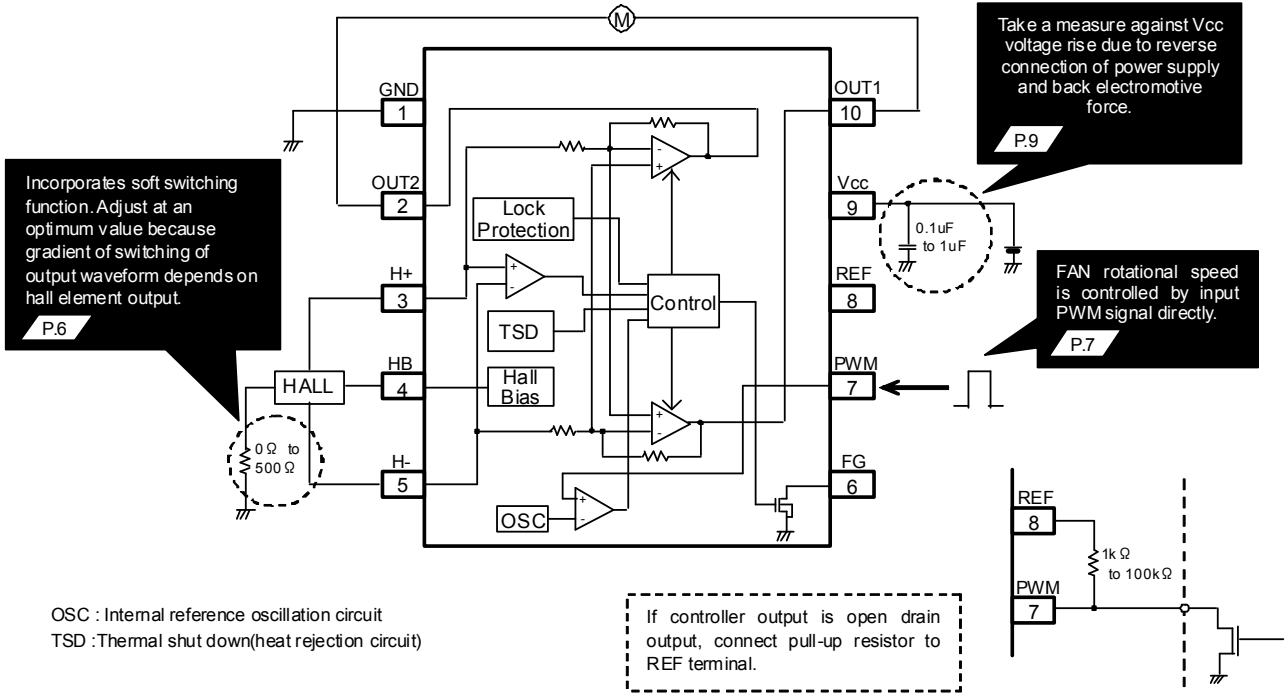 M
Take a measure against Vcc
voltage rise due to reverse
connection of power supply
and back electromotive
force.
P.9
GND
1
OUT1
10
Incorporates soft switching
function. Adjust at an
optimum value because
gradient of switching of
output waveform depends on
hall element output.
P.6
OUT2
2
Lock
Protection
Vcc
9
0.1uF
to 1uF
H+
3
+
-
-
+
Control
REF
8
FAN rotational speed
is controlled by input
PWM signal directly.
P.7
TSD
HALL
HB
4
Hall
Bias
PWM
7
+
-
0Ω to
500Ω
H-
5
FG
6
OSC
+
-
REF
8
1kΩ
to 100kΩ
PWM
7
OSC : Internal reference oscillation circuit
TSD : Thermal shut down(heat rejection circuit)
If controller output is open drain
output, connect pull-up resistor to
REF terminal.